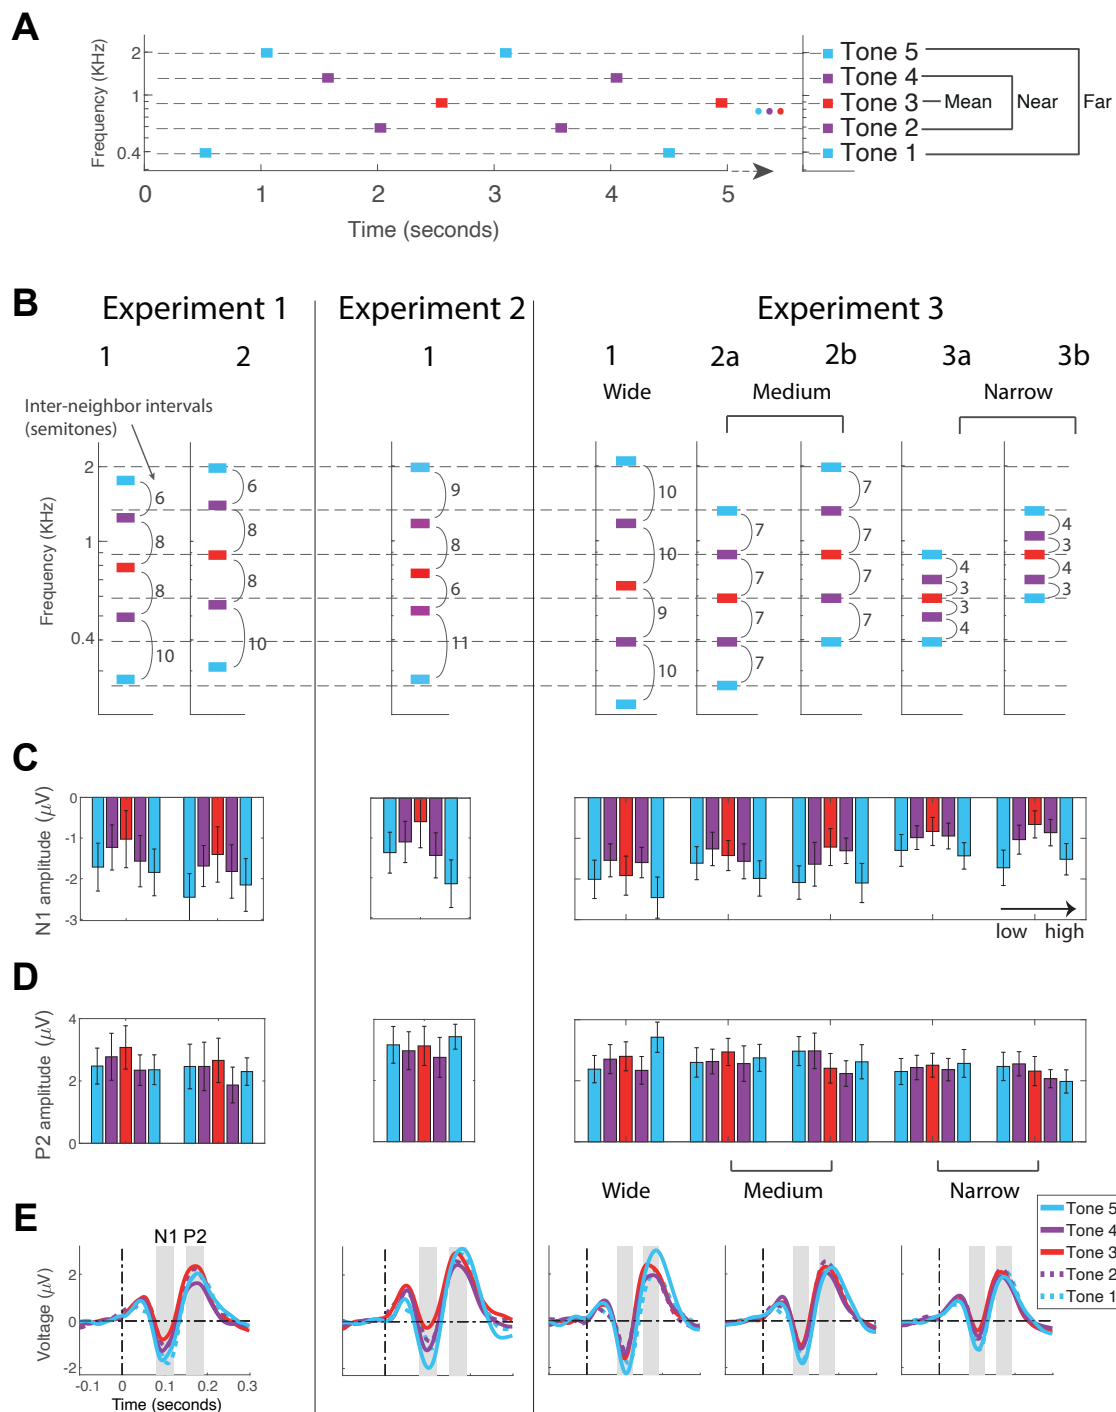 A
Frequency (KHz)
2
1
0.4
0 1 2 3 4 5
Time (seconds)
Tone 5
Tone 4
Tone 3
Tone 2
Tone 1
Mean Near Far
B
Experiment 1 Experiment 2 Experiment 3
1 2 1 1 2a 2b 3a 3b
Wide Medium Narrow
Inter-neighbor intervals
(semitones)
Frequency (KHz)
2
1
0.4
6 8 8 10
6 8 8 10
9 8 6 11
10 10 9 10
7 7 7 7
7 7 7 7
4 3 3 4
4 3 4 3
C
N1 amplitude (μV)
0
-1
-2
-3
low high
D
P2 amplitude (μV)
4
2
0
Wide Medium Narrow
E
N1 P2
Voltage (μV)
2
0
-2
-0.1 0 0.1 0.2 0.3
Time (seconds)
Tone 5
Tone 4
Tone 3
Tone 2
Tone 1